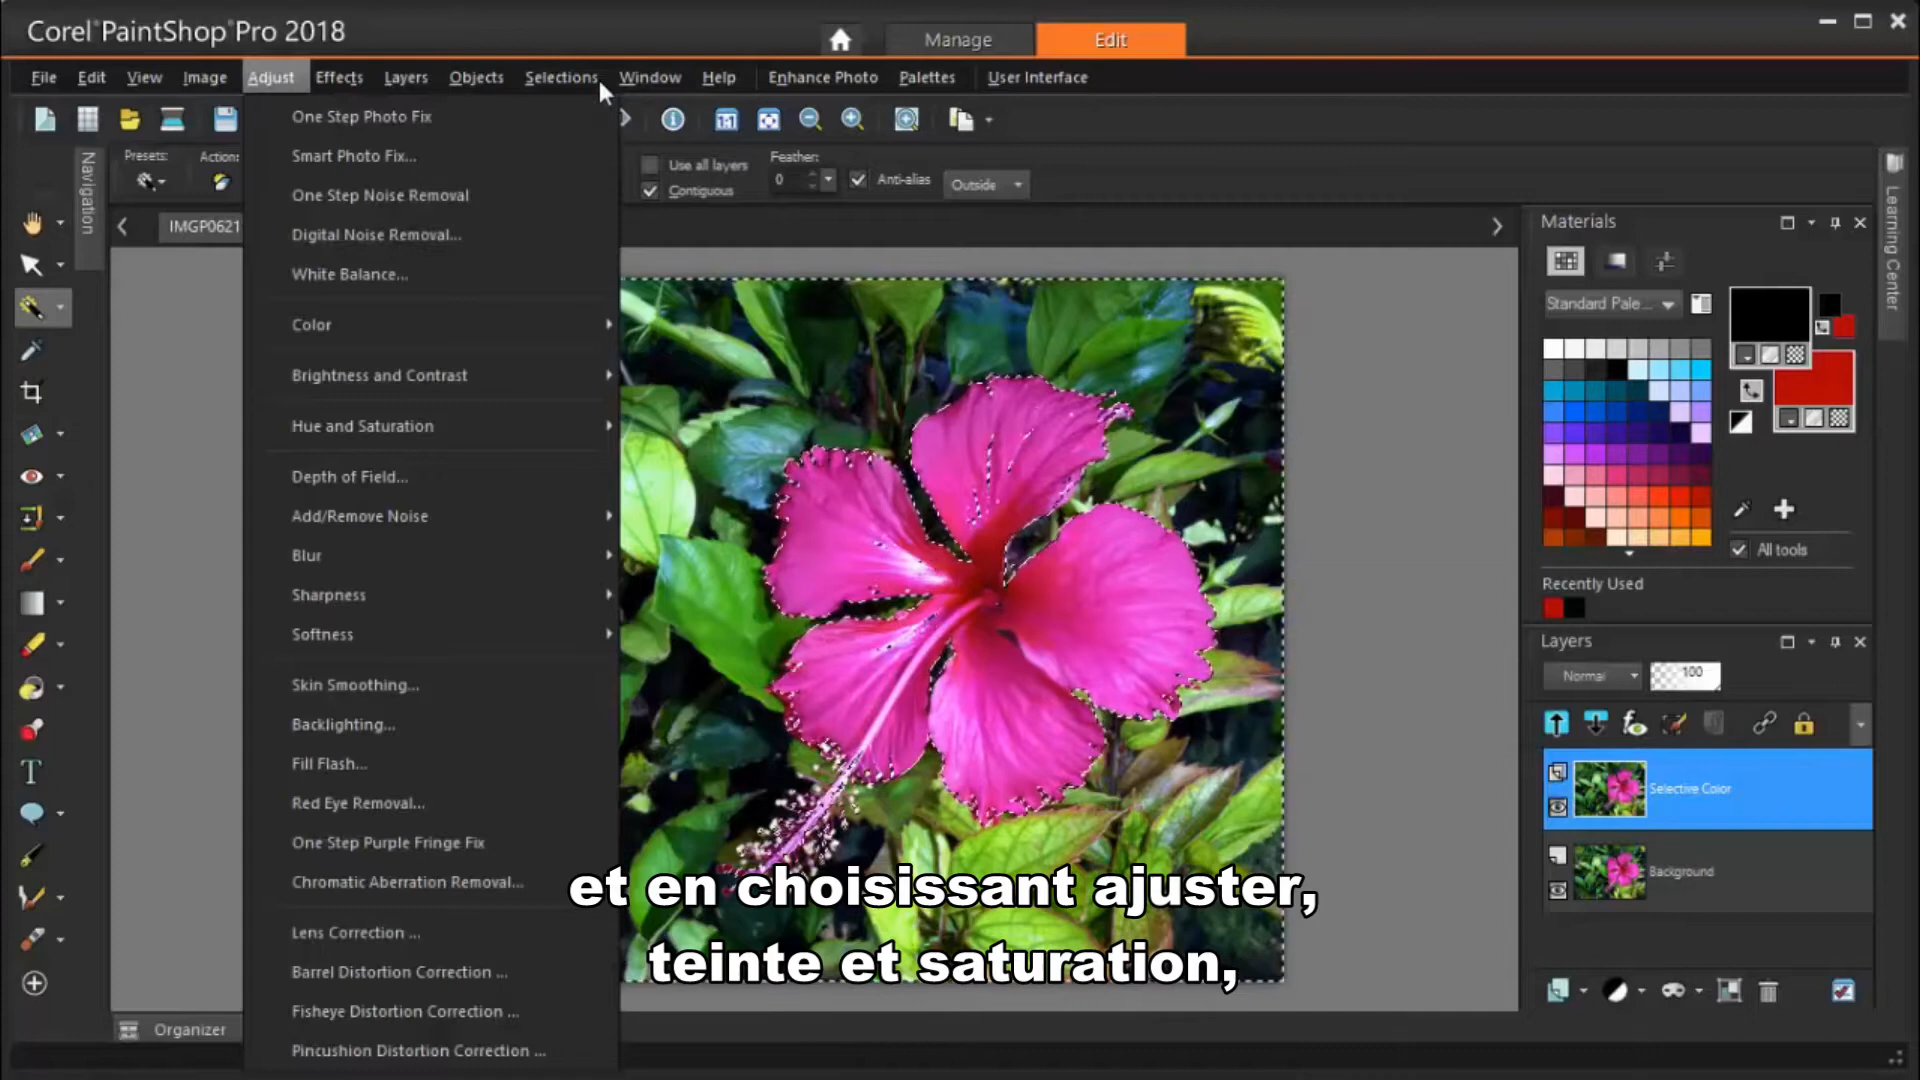 Corel®PaintShop®Pro 2018
Manage
Edit
File Edit View Image Adjust Effects Layers Objects Selections Window Help Enhance Photo Palettes User Interface
Presets:
Action:
Use all layers
Contiguous
Feather:
0
Anti-alias
Outside
Navigation
IMGP0621
One Step Photo Fix
Smart Photo Fix...
One Step Noise Removal
Digital Noise Removal...
White Balance...
Color
Brightness and Contrast
Hue and Saturation
Depth of Field...
Add/Remove Noise
Blur
Sharpness
Softness
Skin Smoothing...
Backlighting...
Fill Flash...
Red Eye Removal...
One Step Purple Fringe Fix
Chromatic Aberration Removal...
Lens Correction ...
Barrel Distortion Correction ...
Fisheye Distortion Correction ...
Pincushion Distortion Correction ...
Organizer
et en choisissant ajuster,
teinte et saturation,
Materials
Standard Pale...
All tools
Recently Used
Layers
Normal
100
Selective Color
Background
Learning Center